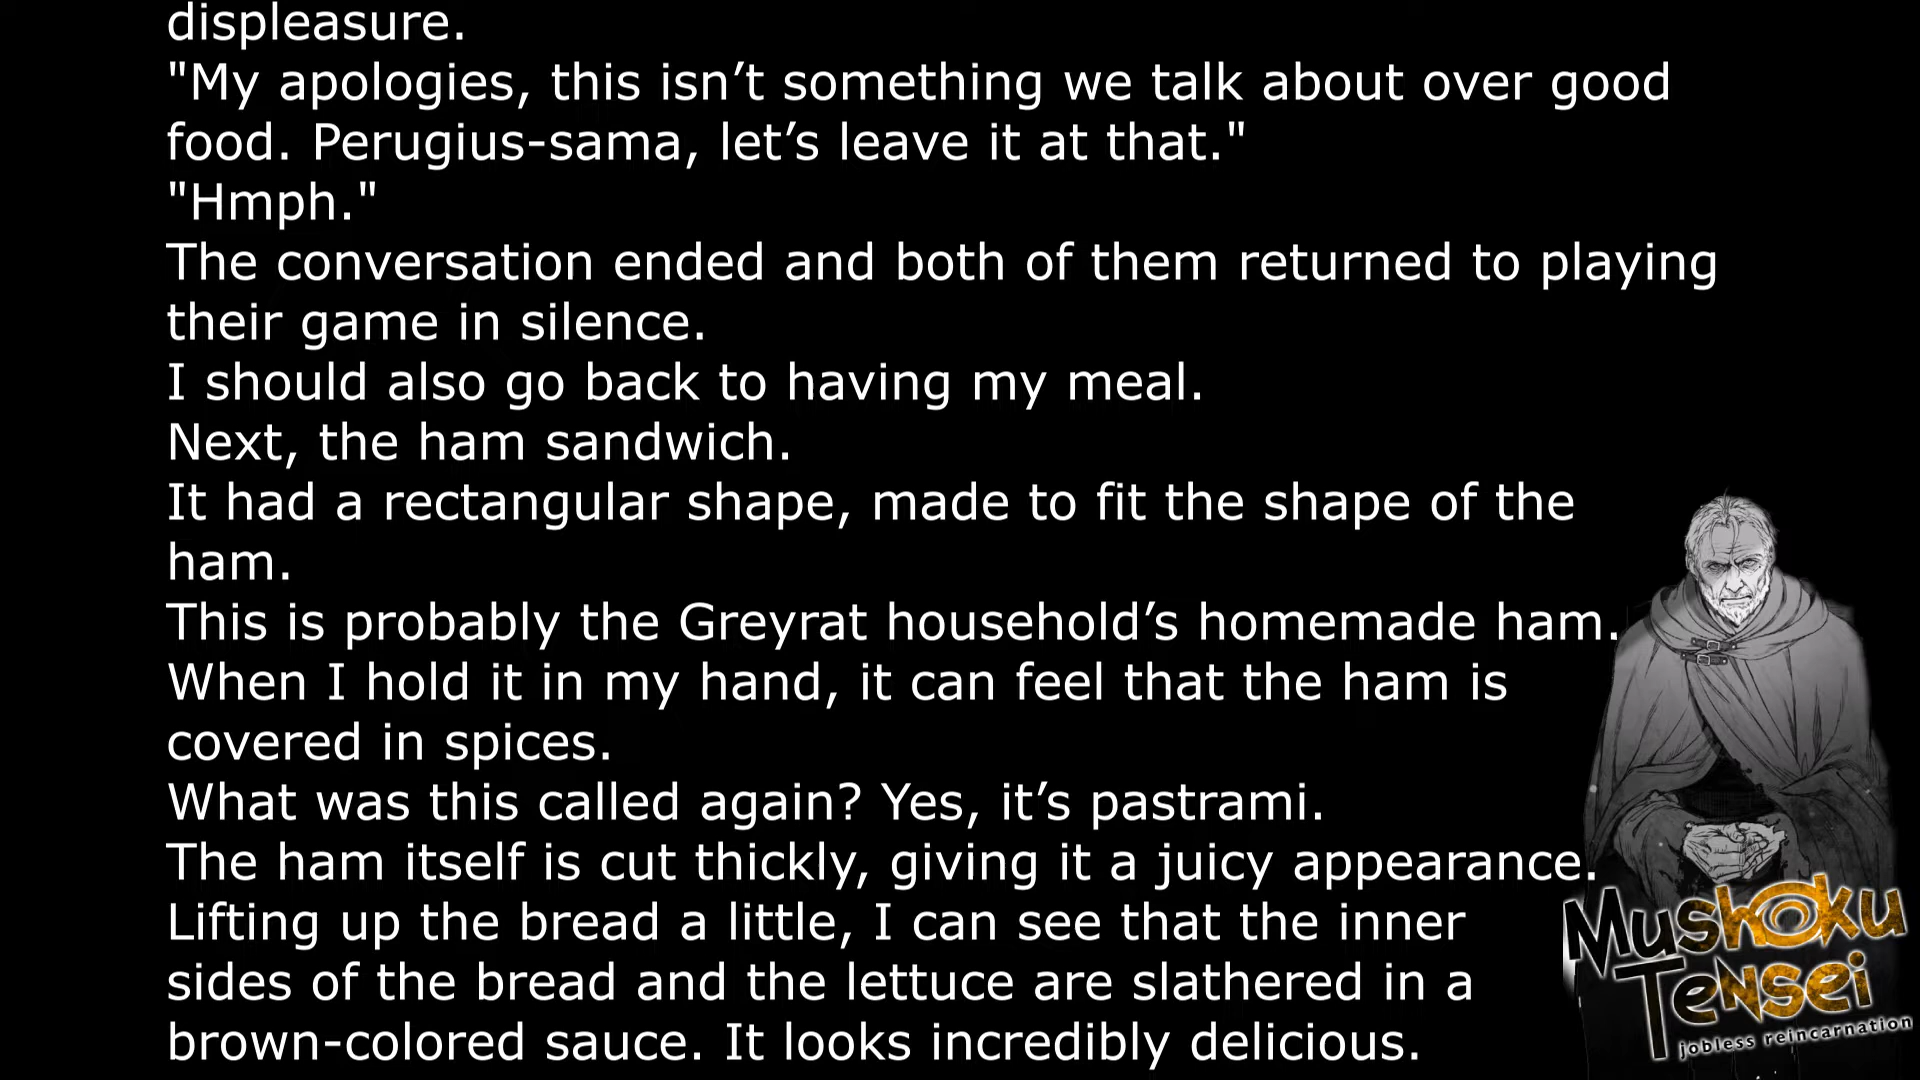 displeasure.
"My apologies, this isn’t something we talk about over good
food. Perugius-sama, let’s leave it at that."
"Hmph."
The conversation ended and both of them returned to playing
their game in silence.
I should also go back to having my meal.
Next, the ham sandwich.
It had a rectangular shape, made to fit the shape of the
ham.
This is probably the Greyrat household’s homemade ham.
When I hold it in my hand, it can feel that the ham is
covered in spices.
What was this called again? Yes, it’s pastrami.
The ham itself is cut thickly, giving it a juicy appearance.
Lifting up the bread a little, I can see that the inner
sides of the bread and the lettuce are slathered in a
brown-colored sauce. It looks incredibly delicious.
Mushoku
Tensei
jobless reincarnation